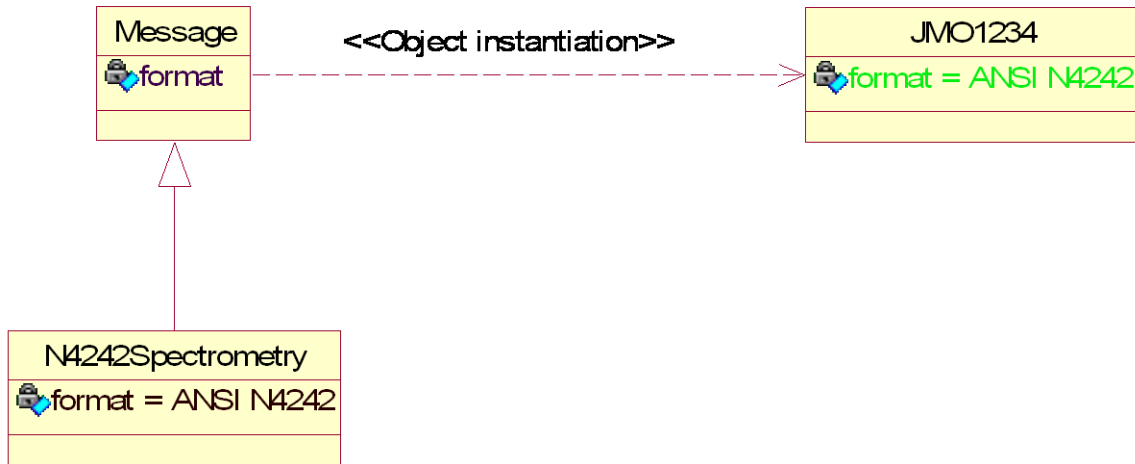 Message
format
<<Object instantiation>>
JMO1234
format = ANSI N4242
N4242Spectrometry
format = ANSI N4242